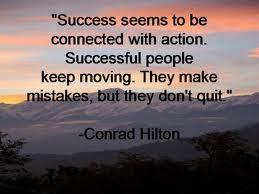 "Success seems to be
connected with action.
Successful people
keep moving. They make
mistakes, but they don't quit."
-Conrad Hilton